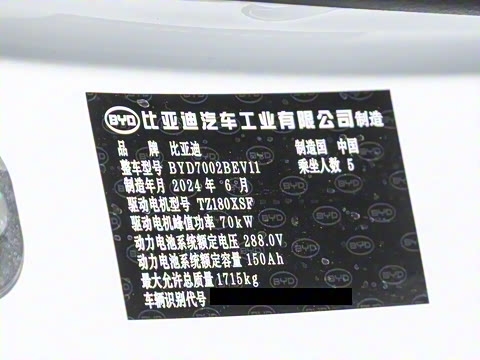 BYD 比亚迪汽车工业有限公司制造
品 牌 比亚迪 制造国 中国
整车型号 BYD7002BEV11 乘坐人数 5
制造年月 2024 年 6 月
驱动电机型号 TZ180XSF
驱动电机峰值功率 70kW
动力电池系统额定电压 288.0V
动力电池系统额定容量 150Ah
最大允许总质量 1715kg
车辆识别代号